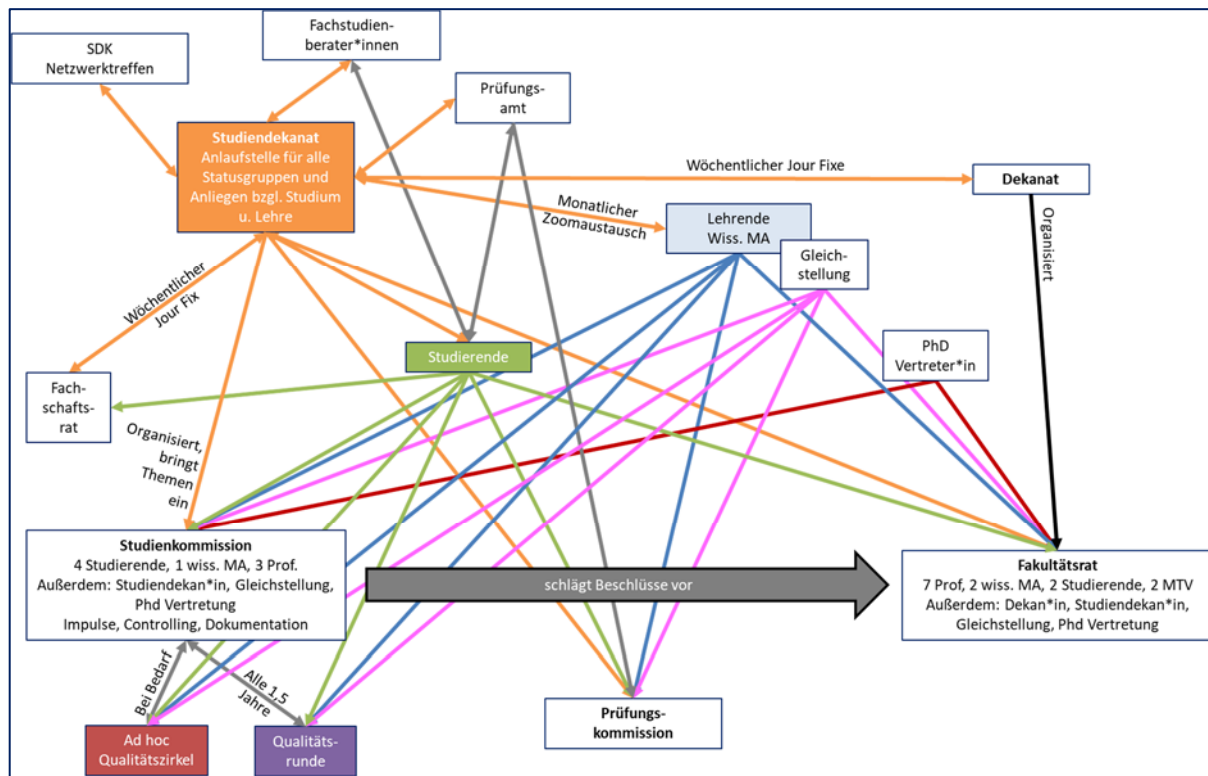 Fachstudien-
berater*innen
SDK
Netzwerktreffen
Prüfungs-
amt
Studiendekanat
Anlaufstelle für alle
Statusgruppen und
Anliegen bzgl. Studium
u. Lehre
Wöchentlicher Jour Fixe
Dekanat
Monatlicher
Zoomaustausch
Lehrende
Wiss. MA
Organisiert
Gleich-
stellung
Wöchentlicher
Jour Fix
Studierende
PhD
Vertreter*in
Fach-
schafts-
rat
Organisiert,
bringt
Themen
ein
Studienkommission
4 Studierende, 1 wiss. MA, 3 Prof.
Außerdem: Studiendekan*in, Gleichstellung,
Phd Vertretung
Impulse, Controlling, Dokumentation
schlägt Beschlüsse vor
Fakultätsrat
7 Prof, 2 wiss. MA, 2 Studierende, 2 MTV
Außerdem: Dekan*in, Studiendekan*in,
Gleichstellung, Phd Vertretung
Bei Bedarf
Alle 1,5
Jahre
Ad hoc
Qualitätszirkel
Qualitäts-
runde
Prüfungs-
kommission